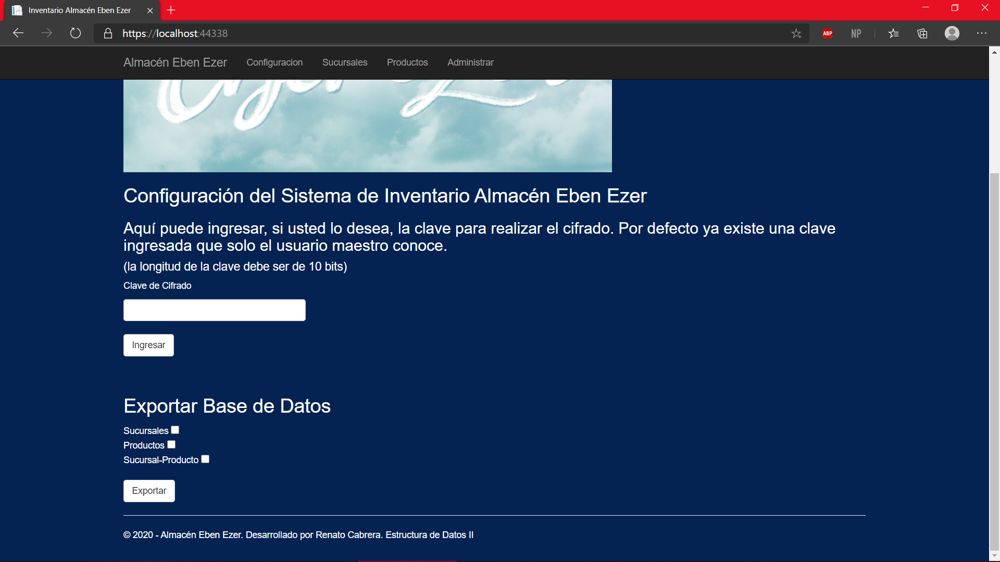 Inventario Almacén Eben Ezer
https://localhost:44338
ABP
NP
Almacén Eben Ezer
Configuracion
Sucursales
Productos
Administrar
Configuración del Sistema de Inventario Almacén Eben Ezer
Aquí puede ingresar, si usted lo desea, la clave para realizar el cifrado. Por defecto ya existe una clave
ingresada que solo el usuario maestro conoce.
(la longitud de la clave debe ser de 10 bits)
Clave de Cifrado
Ingresar
Exportar Base de Datos
Sucursales
Productos
Sucursal-Producto
Exportar
© 2020 - Almacén Eben Ezer. Desarrollado por Renato Cabrera. Estructura de Datos II